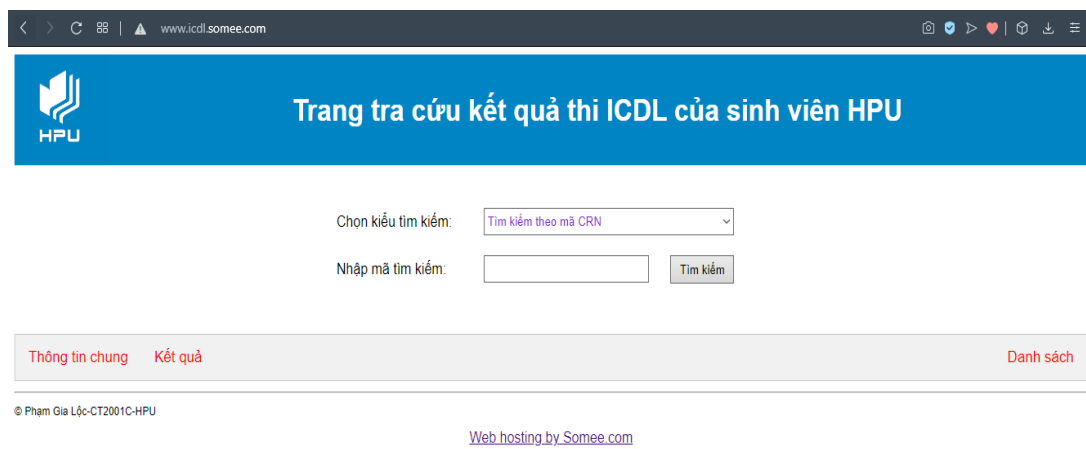 www.icdl.somee.com
HPU
Trang tra cứu kết quả thi ICDL của sinh viên HPU
Chọn kiểu tìm kiếm: Tìm kiếm theo mã CRN
Nhập mã tìm kiếm: Tìm kiếm
Thông tin chung Kết quả Danh sách
© Phạm Gia Lộc-CT2001C-HPU
Web hosting by Somee.com